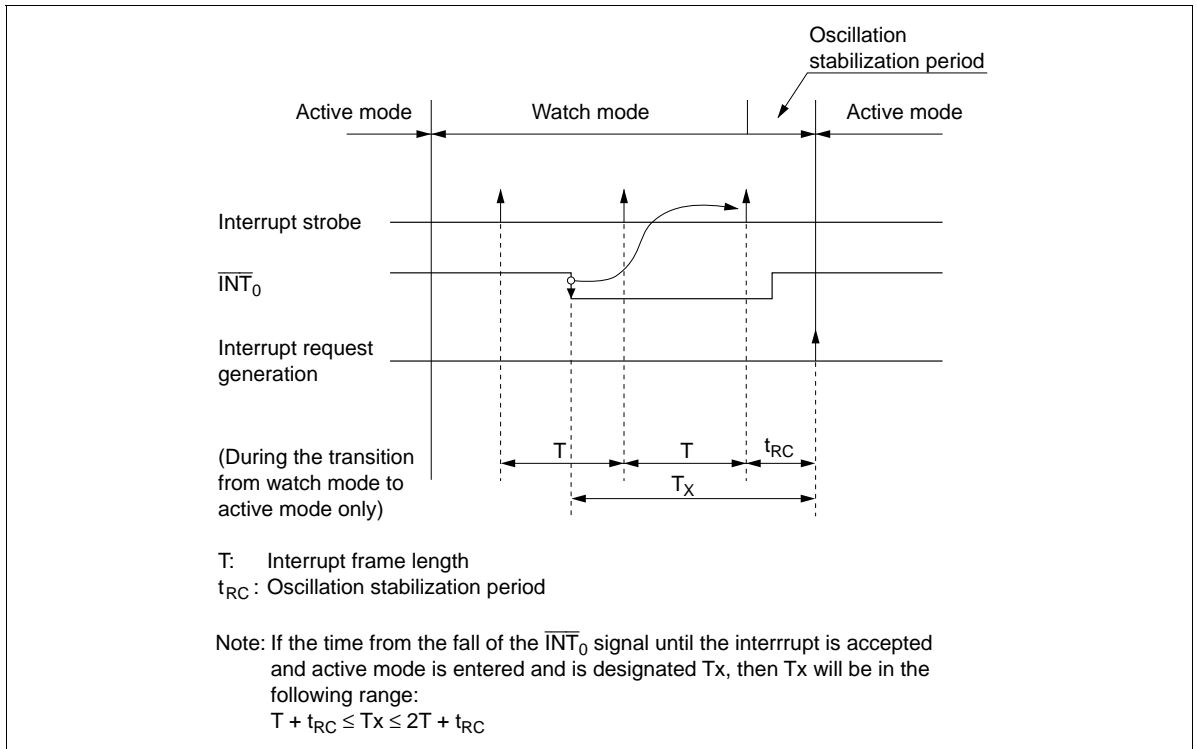 Oscillation
stabilization period
Active mode
Watch mode
Active mode
Interrupt strobe
I̅N̅T̅₀
Interrupt request
generation
T
T
tRC
TX
(During the transition
from watch mode to
active mode only)
T: Interrupt frame length
tRC : Oscillation stabilization period
Note: If the time from the fall of the I̅N̅T̅₀ signal until the interrrupt is accepted
and active mode is entered and is designated Tx, then Tx will be in the
following range:
T + tRC ≤ Tx ≤ 2T + tRC